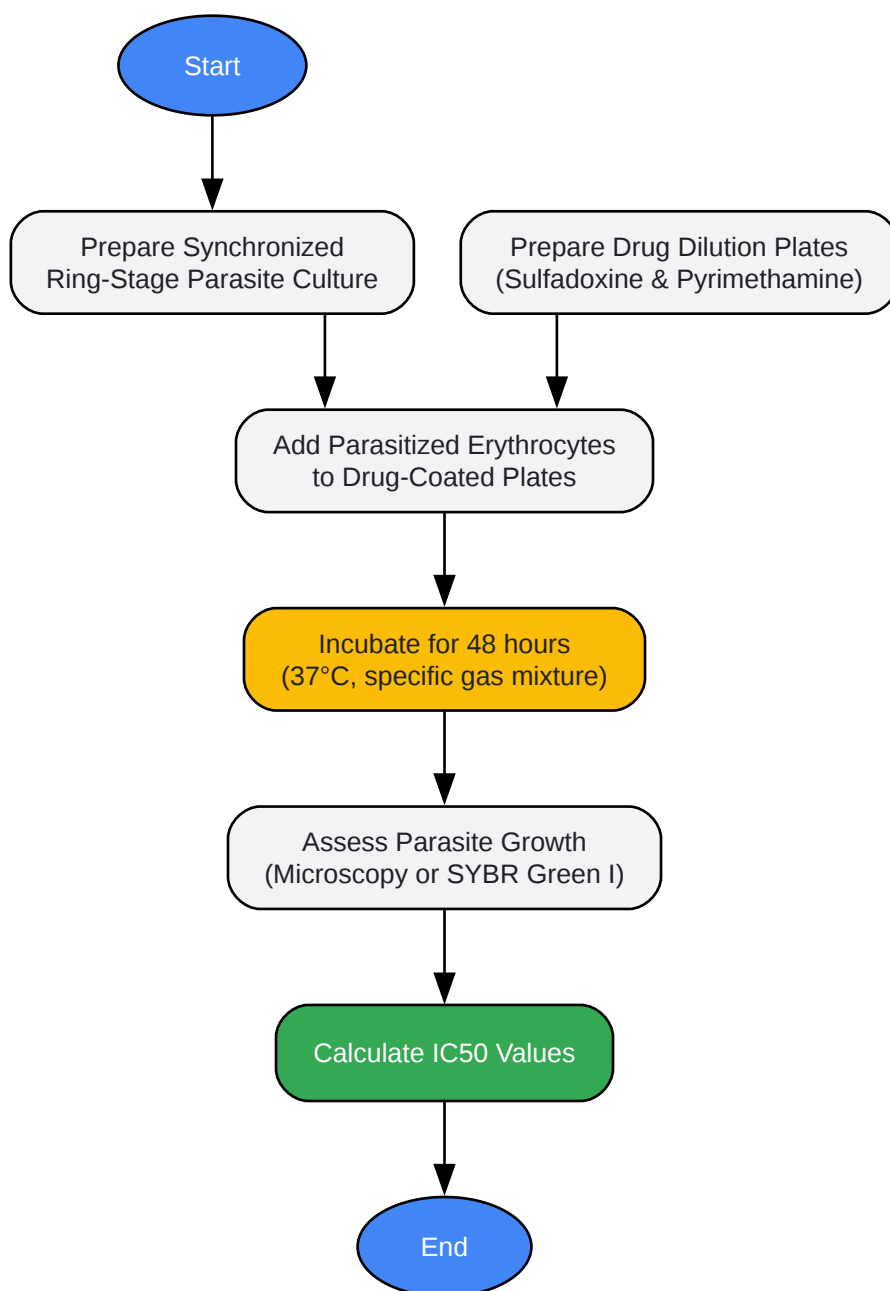 Start
Prepare Synchronized
Ring-Stage Parasite Culture
Prepare Drug Dilution Plates
(Sulfadoxine & Pyrimethamine)
Add Parasitized Erythrocytes
to Drug-Coated Plates
Incubate for 48 hours
(37°C, specific gas mixture)
Assess Parasite Growth
(Microscopy or SYBR Green I)
Calculate IC50 Values
End